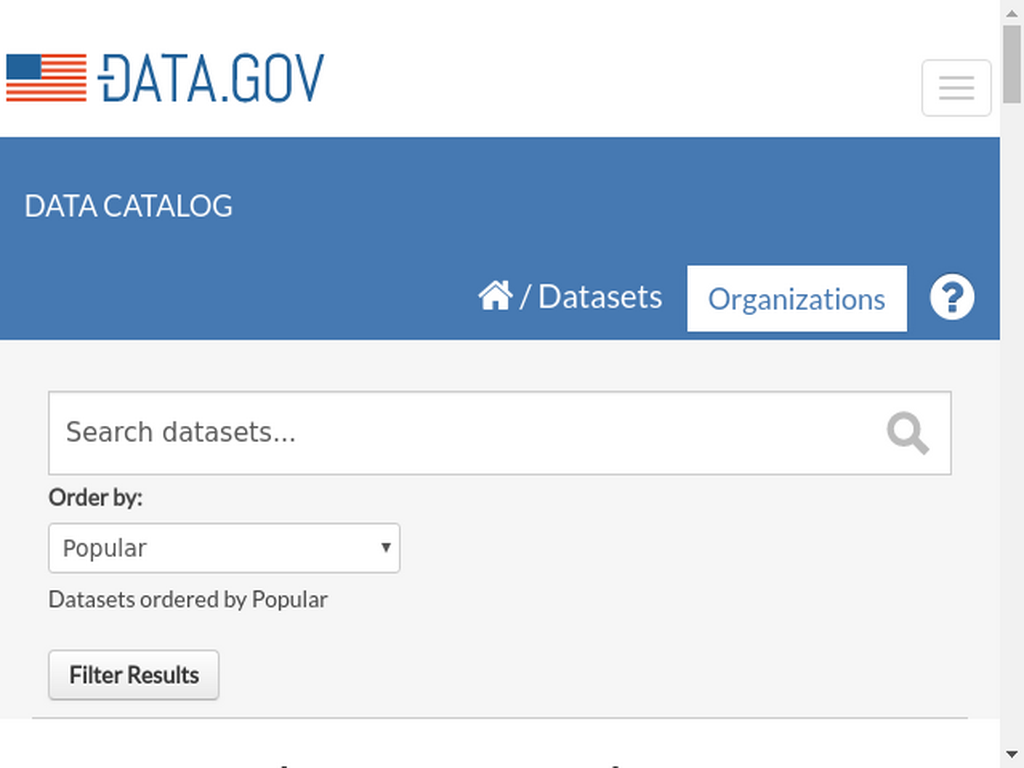 DATA.GOV
DATA CATALOG
/ Datasets
Organizations
Search datasets...
Order by:
Popular
Datasets ordered by Popular
Filter Results